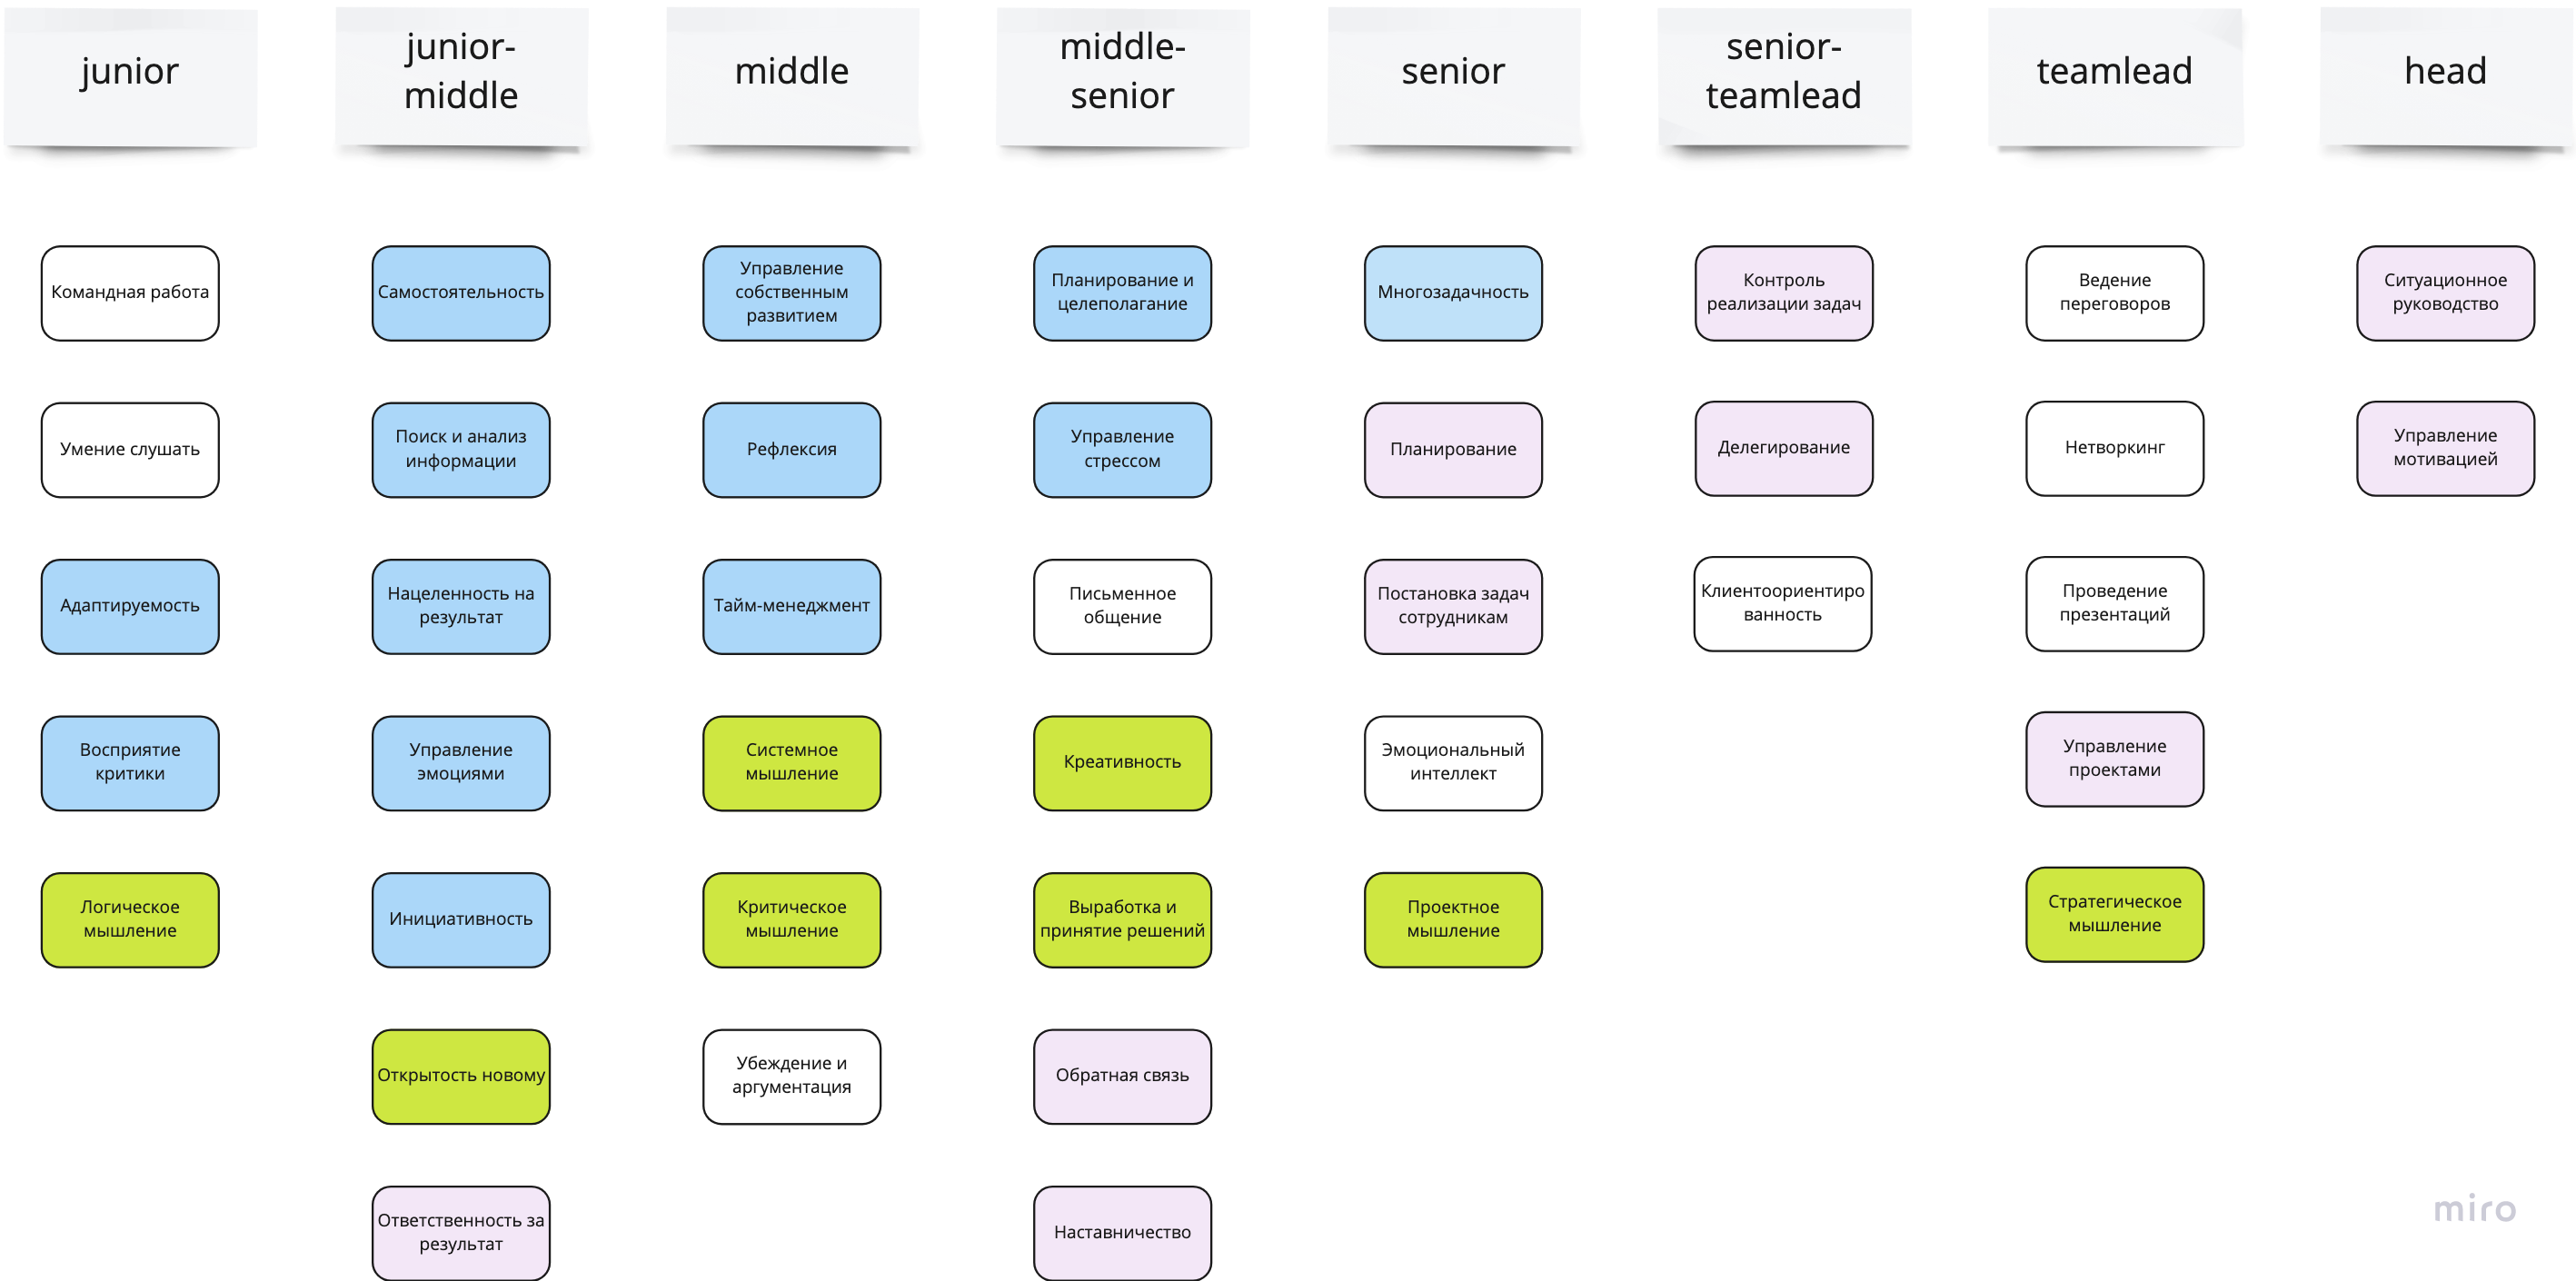 junior
junior-
middle
middle
middle-
senior
senior
senior-
teamlead
teamlead
head
Командная работа
Умение слушать
Адаптируемость
Восприятие
критики
Логическое
мышление
Самостоятельность
Поиск и анализ
информации
Нацеленность на
результат
Управление
эмоциями
Инициативность
Открытость новому
Ответственность за
результат
Управление
собственным
развитием
Рефлексия
Тайм-менеджмент
Системное
мышление
Критическое
мышление
Убеждение и
аргументация
Планирование и
целеполагание
Управление
стрессом
Письменное
общение
Креативность
Выработка и
принятие решений
Обратная связь
Наставничество
Многозадачность
Планирование
Постановка задач
сотрудникам
Эмоциональный
интеллект
Проектное
мышление
Контроль
реализации задач
Делегирование
Клиентоориентиро
ванность
Ведение
переговоров
Нетворкинг
Проведение
презентаций
Управление
проектами
Стратегическое
мышление
Ситуационное
руководство
Управление
мотивацией
miro